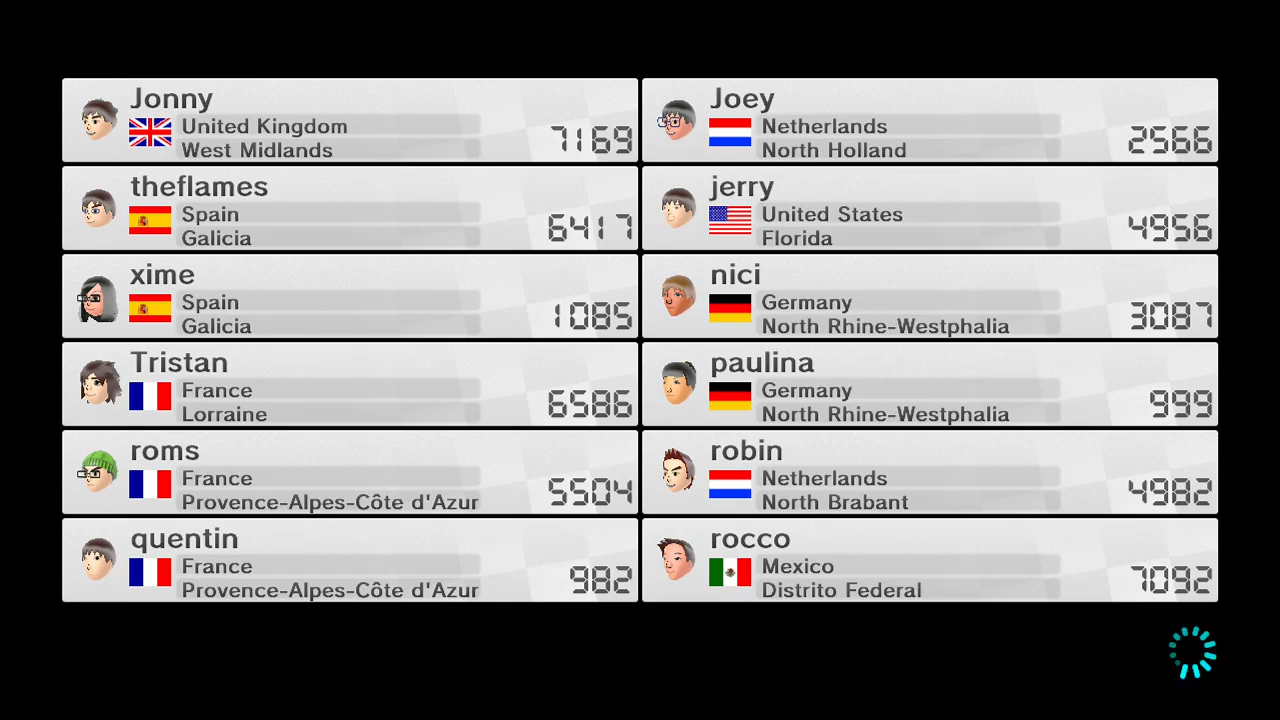 Jonny
United Kingdom
West Midlands
7169
Joey
Netherlands
North Holland
2566
theflames
Spain
Galicia
6417
jerry
United States
Florida
4956
xime
Spain
Galicia
1085
nici
Germany
North Rhine-Westphalia
3087
Tristan
France
Lorraine
6586
paulina
Germany
North Rhine-Westphalia
999
roms
France
Provence-Alpes-Côte d'Azur
5504
robin
Netherlands
North Brabant
4982
quentin
France
Provence-Alpes-Côte d'Azur
982
rocco
Mexico
Distrito Federal
7092